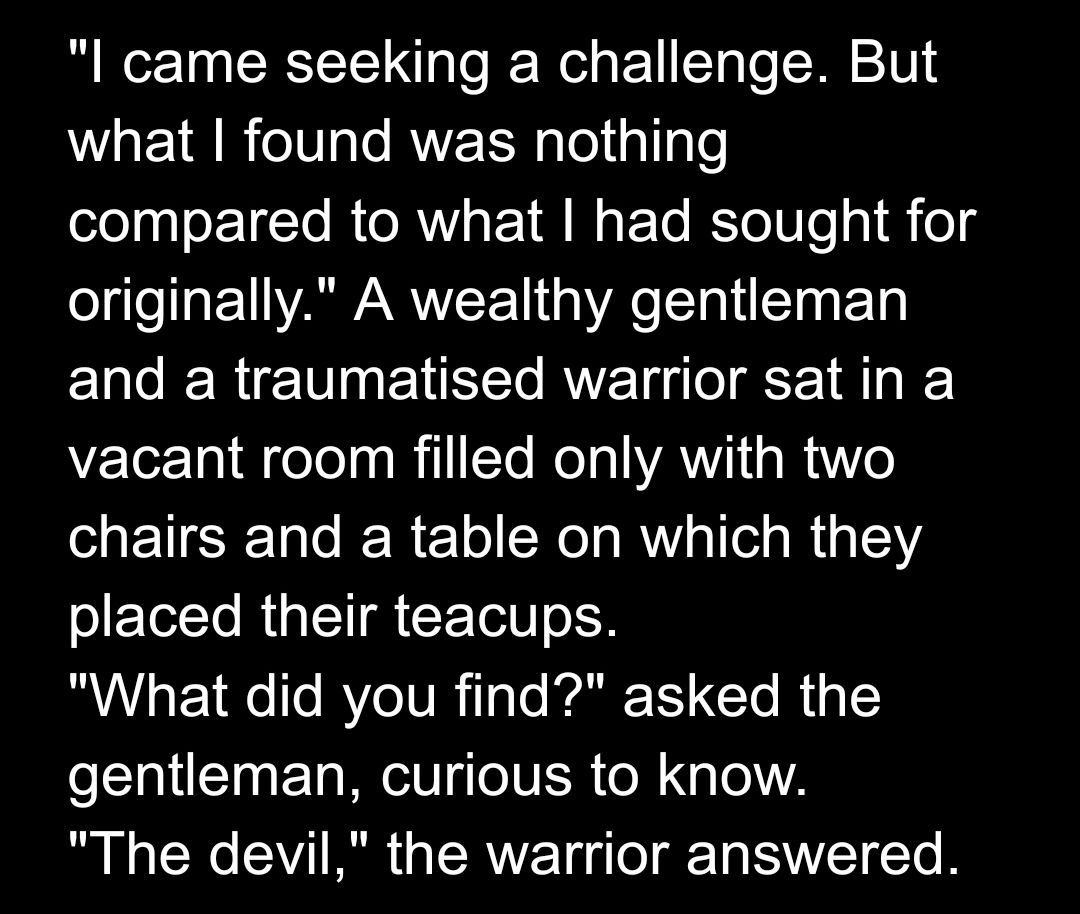 "I came seeking a challenge. But
what I found was nothing
compared to what I had sought for
originally." A wealthy gentleman
and a traumatised warrior sat in a
vacant room filled only with two
chairs and a table on which they
placed their teacups.
"What did you find?" asked the
gentleman, curious to know.
"The devil," the warrior answered.